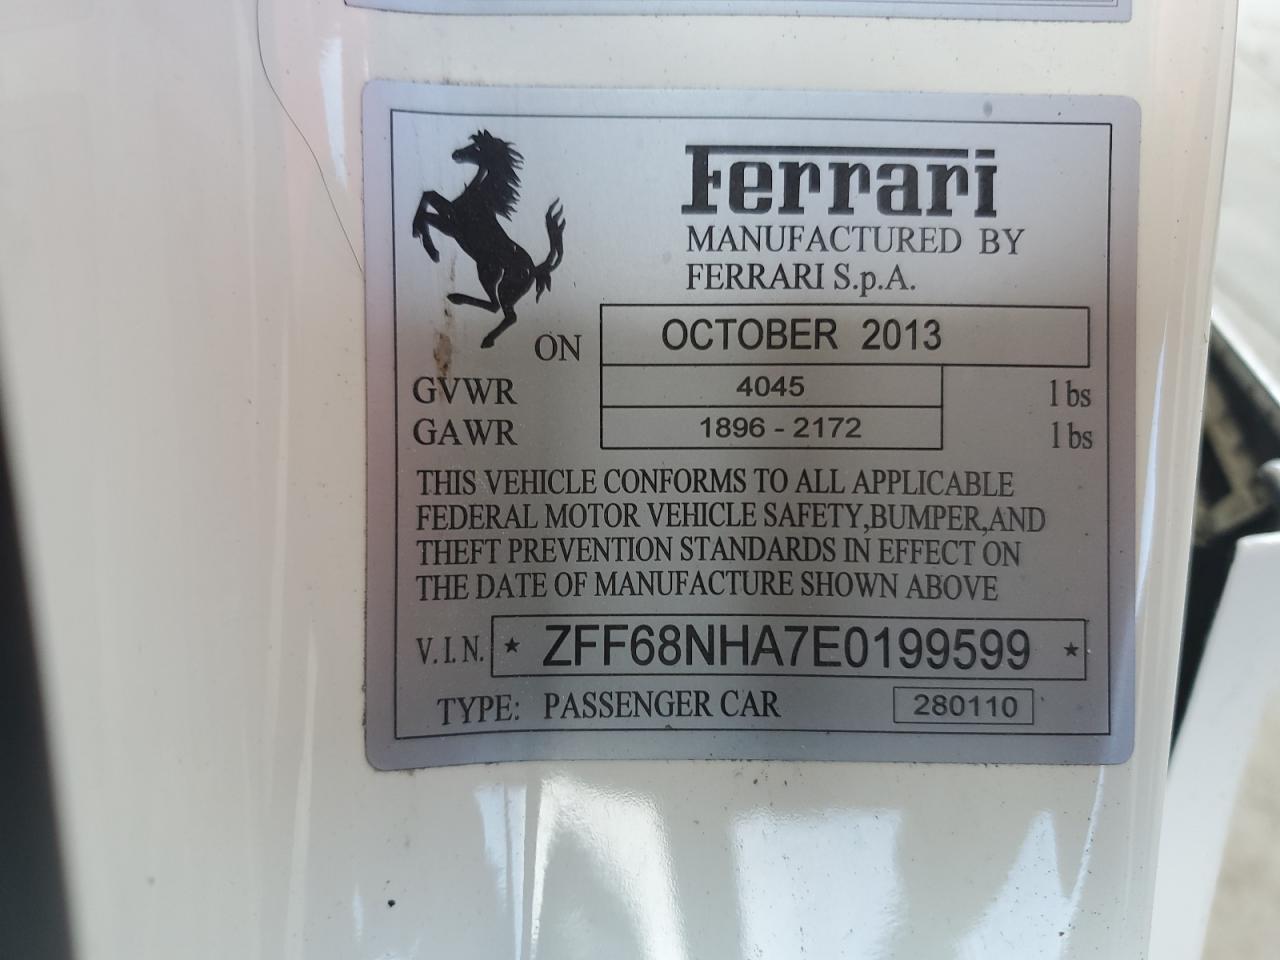 Ferrari
MANUFACTURED BY
FERRARI S.p.A.
ON OCTOBER 2013
GVWR 4045 lbs
GAWR 1896 - 2172 lbs
THIS VEHICLE CONFORMS TO ALL APPLICABLE
FEDERAL MOTOR VEHICLE SAFETY,BUMPER,AND
THEFT PREVENTION STANDARDS IN EFFECT ON
THE DATE OF MANUFACTURE SHOWN ABOVE
V.I.N. * ZFF68NHA7E0199599 *
TYPE: PASSENGER CAR 280110